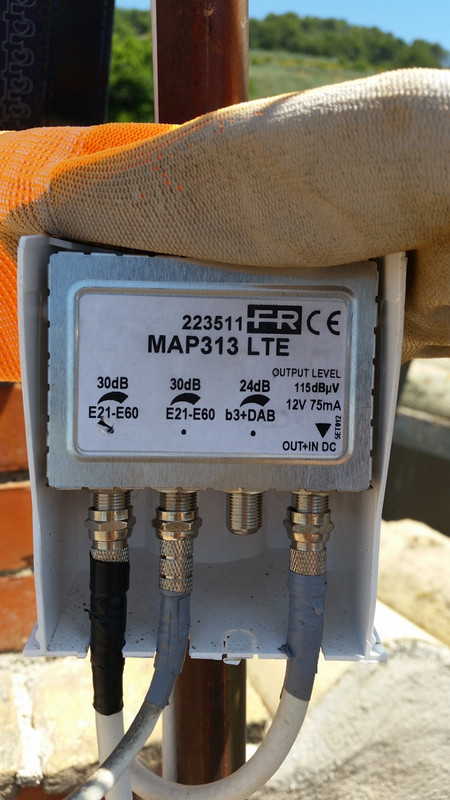 223511 FR CE
MAP313 LTE
OUTPUT LEVEL
30dB 30dB 24dB 115dBµV
E21-E60 E21-E60 b3+DAB 12V 75mA
SET012
OUT+IN DC